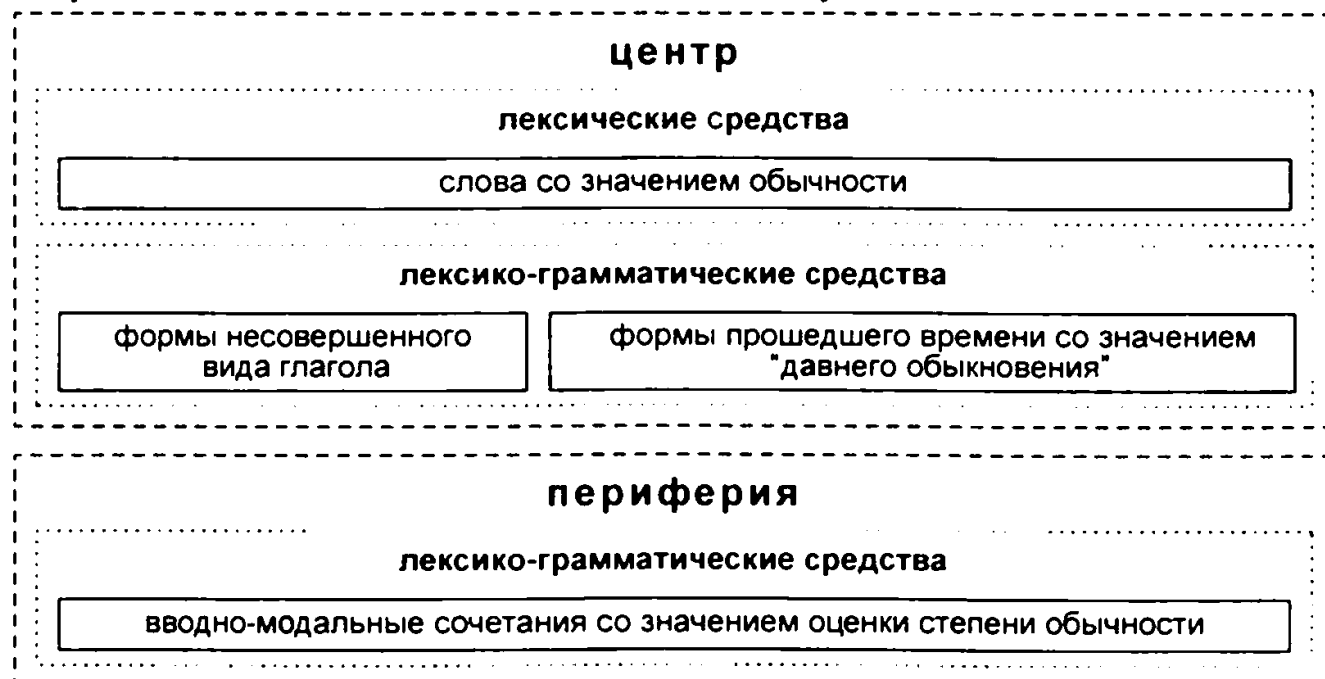 центр
лексические средства
слова со значением обычности
лексико-грамматические средства
формы несовершенного
вида глагола
формы прошедшего времени со значением
"давнего обыкновения"
периферия
лексико-грамматические средства
вводно-модальные сочетания со значением оценки степени обычности